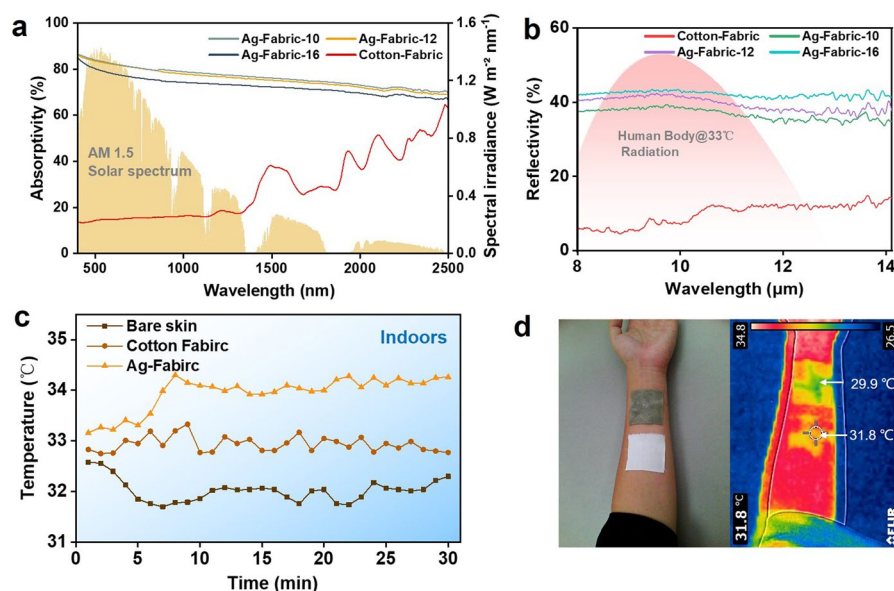 a
Ag-Fabric-10
Ag-Fabric-12
Ag-Fabric-16
Cotton-Fabric
AM 1.5
Solar spectrum
100
80
60
40
20
0
Absorptivity (%)
1.6
1.2
0.8
0.4
0.0
Spectral irradiance (W m⁻² nm⁻¹)
500
1000
1500
2000
2500
Wavelength (nm)
b
Cotton-Fabric
Ag-Fabric-10
Ag-Fabric-12
Ag-Fabric-16
Human Body@33℃
Radiation
60
40
20
0
Reflectivity (%)
8
10
12
14
Wavelength (μm)
c
Bare skin
Cotton Fabirc
Ag-Fabirc
Indoors
35
34
33
32
31
Temperature (℃)
0
5
10
15
20
25
30
Time (min)
d
34.8
26.5
29.9 ℃
31.8 ℃
31.8 ℃